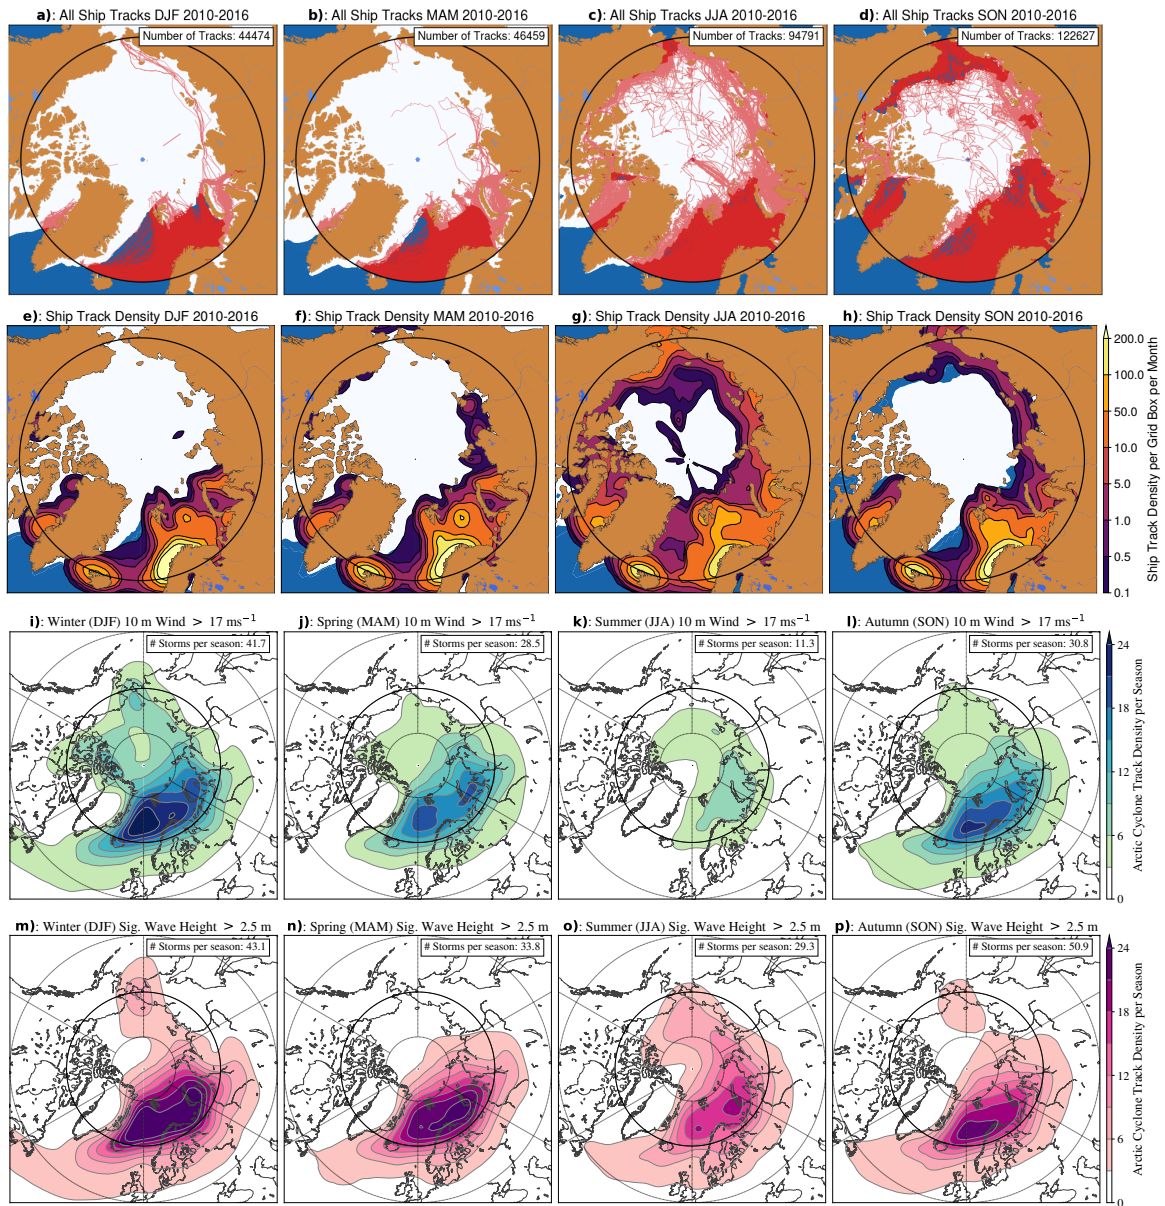 a): All Ship Tracks DJF 2010-2016
Number of Tracks: 44474
b): All Ship Tracks MAM 2010-2016
Number of Tracks: 46459
c): All Ship Tracks JJA 2010-2016
Number of Tracks: 94791
d): All Ship Tracks SON 2010-2016
Number of Tracks: 122627
e): Ship Track Density DJF 2010-2016
f): Ship Track Density MAM 2010-2016
g): Ship Track Density JJA 2010-2016
h): Ship Track Density SON 2010-2016
200.0
100.0
50.0
10.0
5.0
1.0
0.5
0.1
Ship Track Density per Grid Box per Month
i): Winter (DJF) 10 m Wind > 17 ms⁻¹
# Storms per season: 41.7
j): Spring (MAM) 10 m Wind > 17 ms⁻¹
# Storms per season: 28.5
k): Summer (JJA) 10 m Wind > 17 ms⁻¹
# Storms per season: 11.3
l): Autumn (SON) 10 m Wind > 17 ms⁻¹
# Storms per season: 30.8
24
18
12
6
0
Arctic Cyclone Track Density per Season
m): Winter (DJF) Sig. Wave Height > 2.5 m
# Storms per season: 43.1
n): Spring (MAM) Sig. Wave Height > 2.5 m
# Storms per season: 33.8
o): Summer (JJA) Sig. Wave Height > 2.5 m
# Storms per season: 29.3
p): Autumn (SON) Sig. Wave Height > 2.5 m
# Storms per season: 50.9
24
18
12
6
0
Arctic Cyclone Track Density per Season